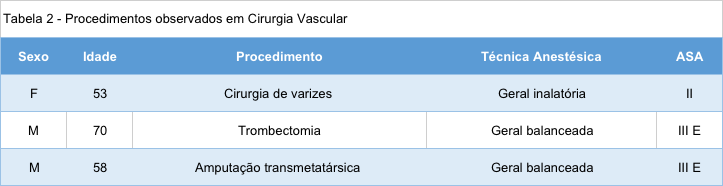 Tabela 2 - Procedimentos observados em Cirurgia Vascular
Sexo Idade Procedimento Técnica Anestésica ASA
F 53 Cirurgia de varizes Geral inalatória II
M 70 Trombectomia Geral balanceada III E
M 58 Amputação transmetatársica Geral balanceada III E